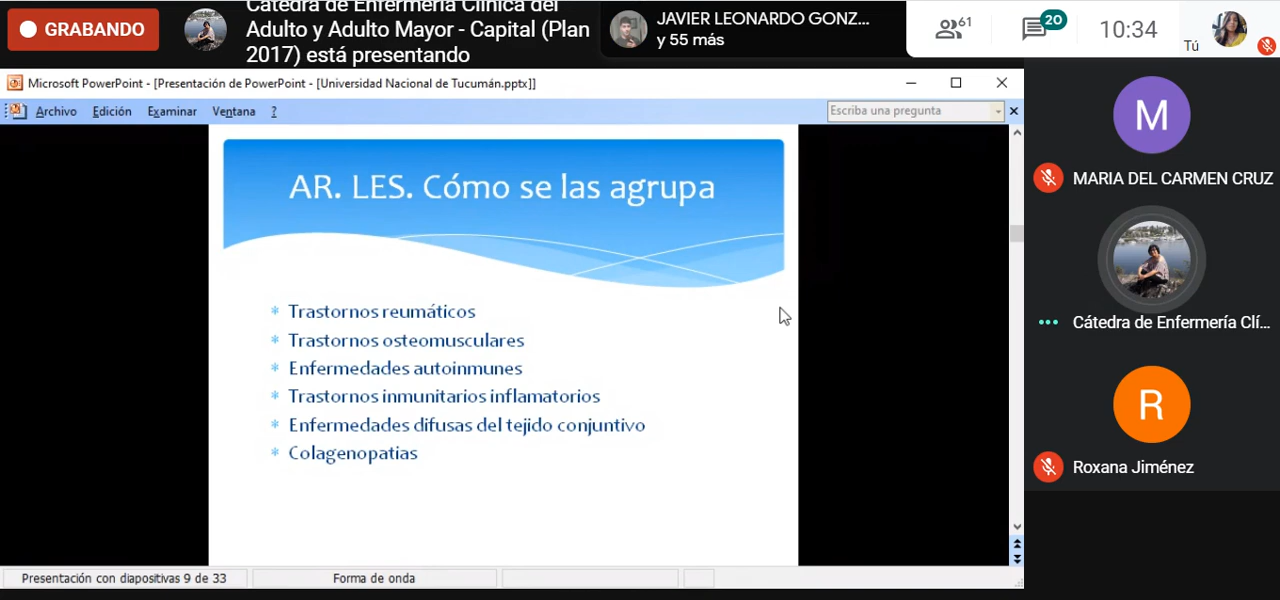 GRABANDO
Cátedra de Enfermería Clínica del
Adulto y Adulto Mayor - Capital (Plan
2017) está presentando
JAVIER LEONARDO GONZ...
y 55 más
61
20
10:34
Tú
Microsoft PowerPoint - [Presentación de PowerPoint - [Universidad Nacional de Tucumán.pptx]]
Archivo Edición Examinar Ventana ?
Escriba una pregunta
AR. LES. Cómo se las agrupa
* Trastornos reumáticos
* Trastornos osteomusculares
* Enfermedades autoinmunes
* Trastornos inmunitarios inflamatorios
* Enfermedades difusas del tejido conjuntivo
* Colagenopatias
M
MARIA DEL CARMEN CRUZ
Cátedra de Enfermería Clí...
R
Roxana Jiménez
Presentación con diapositivas 9 de 33
Forma de onda